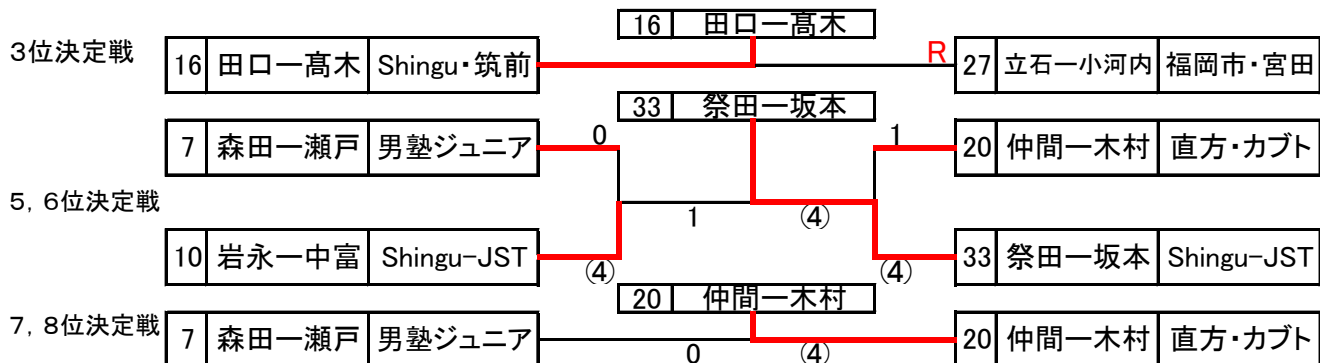 16 田口ー髙木
3位決定戦
16 田口ー髙木 Shingu・筑前
R
27 立石ー小河内 福岡市・宮田
33 祭田ー坂本
7 森田ー瀬戸 男塾ジュニア
0
1
20 仲間ー木村 直方・カブト
5，6位決定戦
1
④
10 岩永ー中富 Shingu-JST
④
④
33 祭田ー坂本 Shingu-JST
20 仲間ー木村
7，8位決定戦
7 森田ー瀬戸 男塾ジュニア
0
④
20 仲間ー木村 直方・カブト